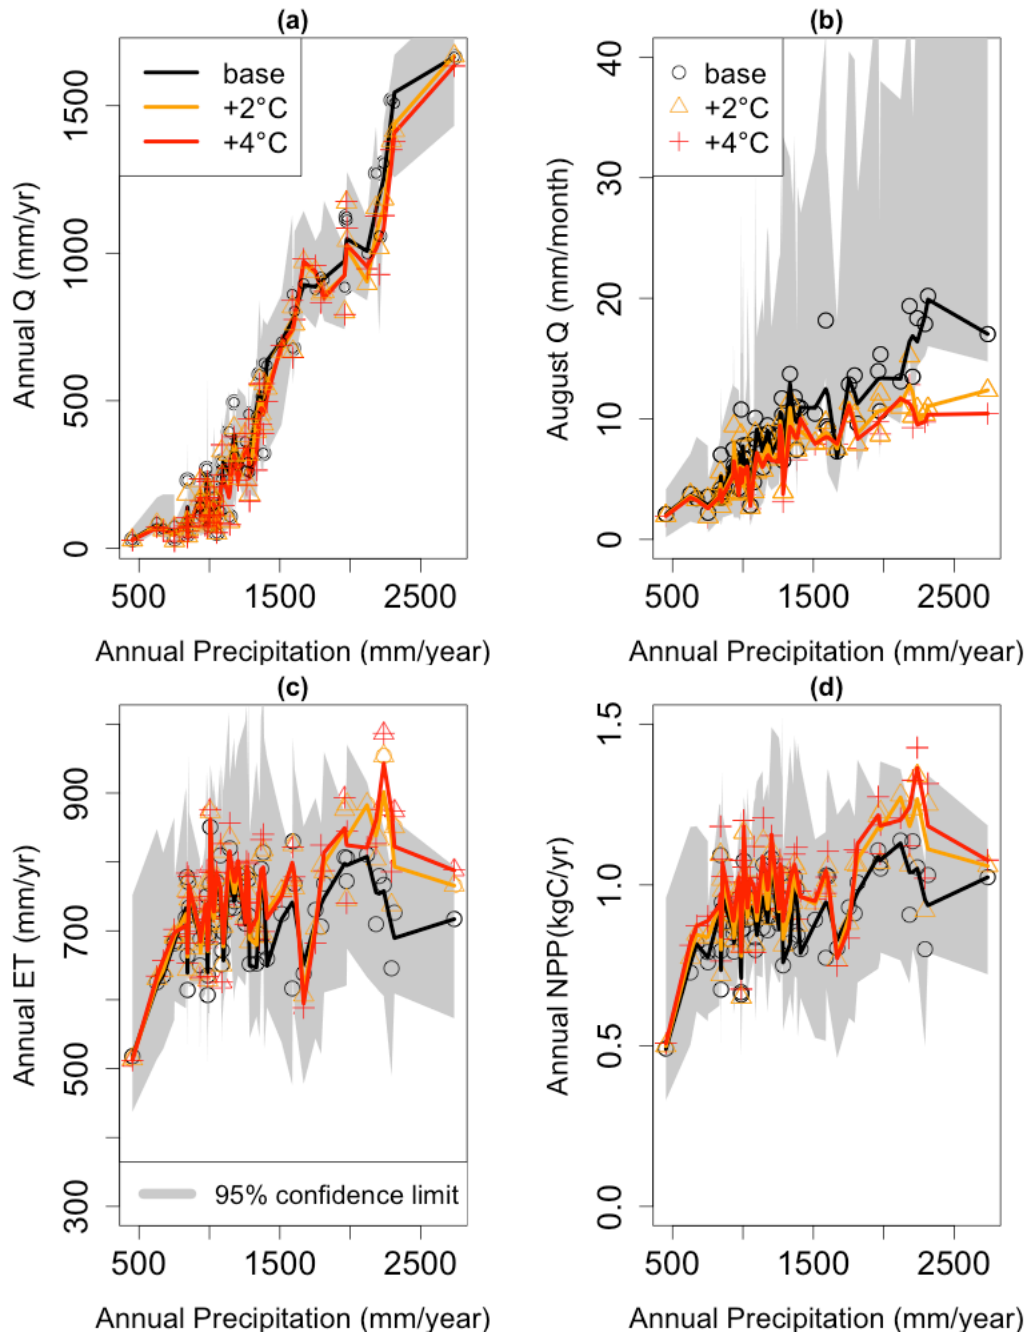 (a)
base
+2°C
+4°C
0 500 1000 1500
Annual Q (mm/yr)
500 1500 2500
Annual Precipitation (mm/year)
(b)
base
+2°C
+4°C
0 10 20 30 40
August Q (mm/month)
500 1500 2500
Annual Precipitation (mm/year)
(c)
300 500 700 900
Annual ET (mm/yr)
95% confidence limit
500 1500 2500
Annual Precipitation (mm/year)
(d)
0.0 0.5 1.0 1.5
Annual NPP(kgC/yr)
500 1500 2500
Annual Precipitation (mm/year)